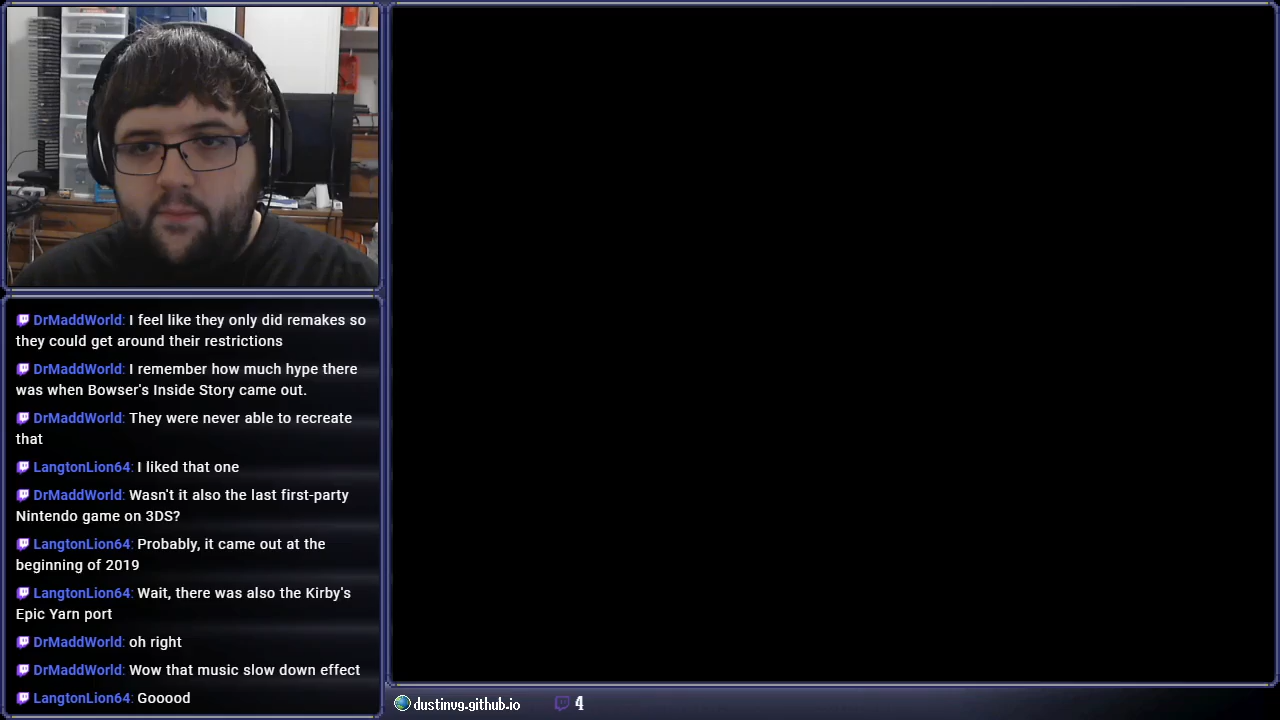 DrMaddWorld: I feel like they only did remakes so
they could get around their restrictions
DrMaddWorld: I remember how much hype there
was when Bowser's Inside Story came out.
DrMaddWorld: They were never able to recreate
that
LangtonLion64: I liked that one
DrMaddWorld: Wasn't it also the last first-party
Nintendo game on 3DS?
LangtonLion64: Probably, it came out at the
beginning of 2019
LangtonLion64: Wait, there was also the Kirby's
Epic Yarn port
DrMaddWorld: oh right
DrMaddWorld: Wow that music slow down effect
LangtonLion64: Gooood
dustinvg.github.io 4